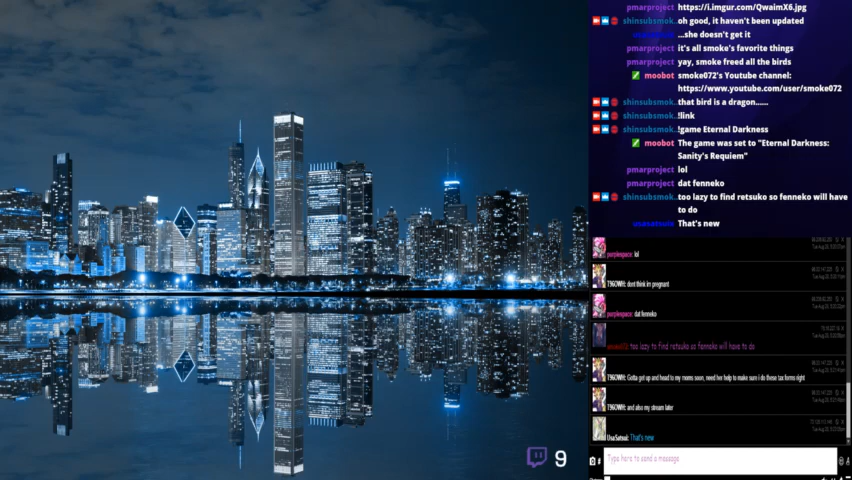 pmarproject https://i.imgur.com/QwaimX6.jpg
shinsubsmok.. oh good, it haven't been updated
...she doesn't get it
pmarproject it's all smoke's favorite things
pmarproject yay, smoke freed all the birds
moobot smoke072's Youtube channel:
https://www.youtube.com/user/smoke072
shinsubsmok.. that bird is a dragon......
shinsubsmok.. !link
shinsubsmok.. !game Eternal Darkness
moobot The game was set to "Eternal Darkness:
Sanity's Requiem"
pmarproject lol
pmarproject dat fenneko
shinsubsmok.. too lazy to find retsuko so fenneko will have
to do
usasatsuki That's new
purplespace: lol
T96OWH: dont think im pregnant
purplespace: dat fenneko
too lazy to find retsuko so fenneko will have to do
T96OWH: Gotta get up and head to my rooms soon, need her help to make sure i do these tax forms right
T96OWH: and also my stream later
UsaSatsui: That's new
Type here to send a message
9